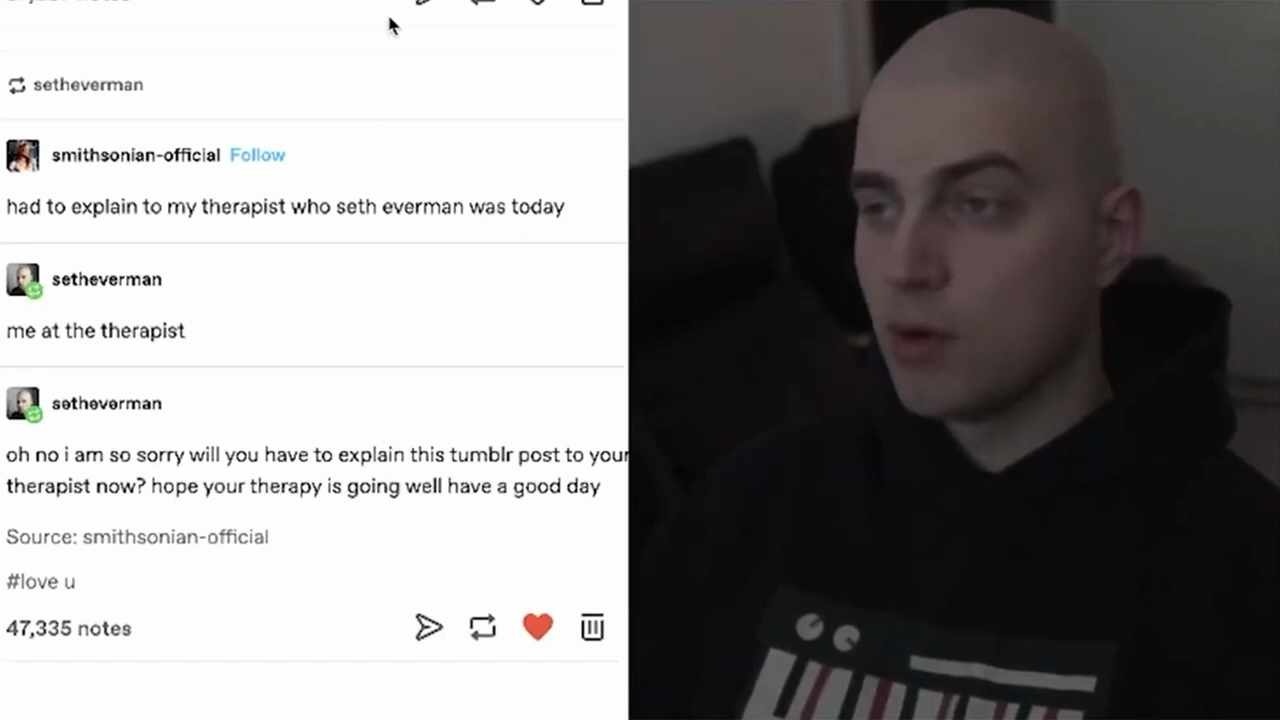 setheverman
smithsonian-official Follow
had to explain to my therapist who seth everman was today
setheverman
me at the therapist
setheverman
oh no i am so sorry will you have to explain this tumblr post to your
therapist now? hope your therapy is going well have a good day
Source: smithsonian-official
#love u
47,335 notes